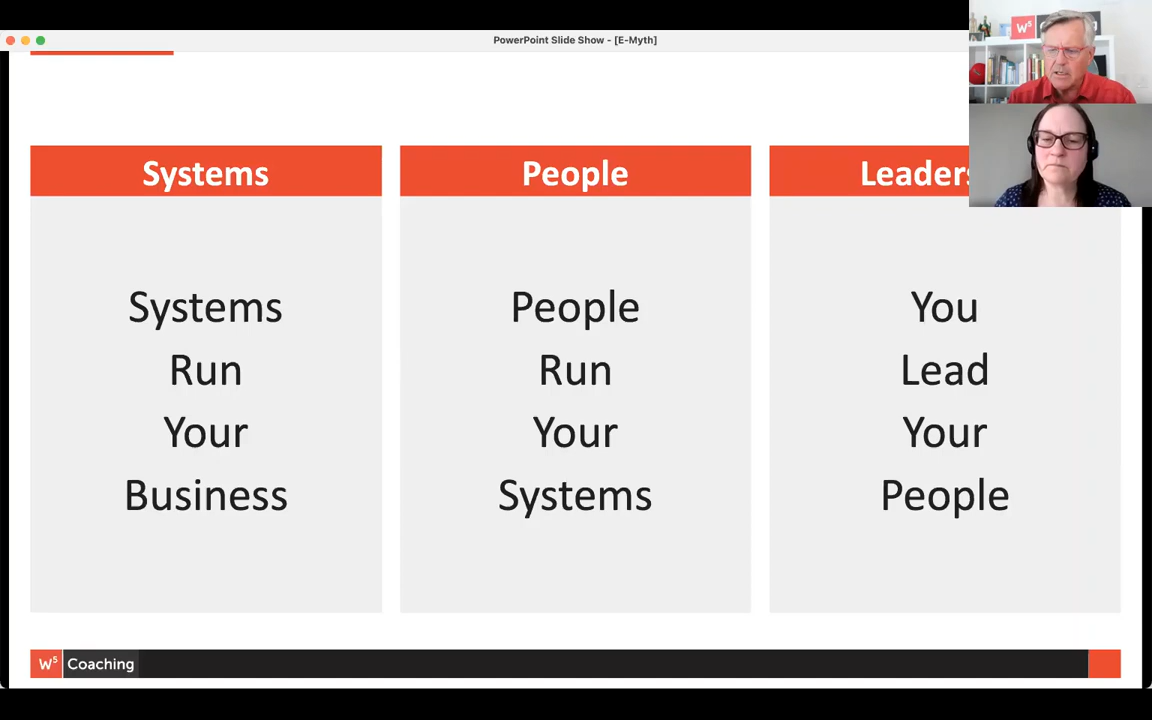 PowerPoint Slide Show - [E-Myth]
Systems
Systems
Run
Your
Business
People
People
Run
Your
Systems
You
Lead
Your
People
W5 Coaching
W5